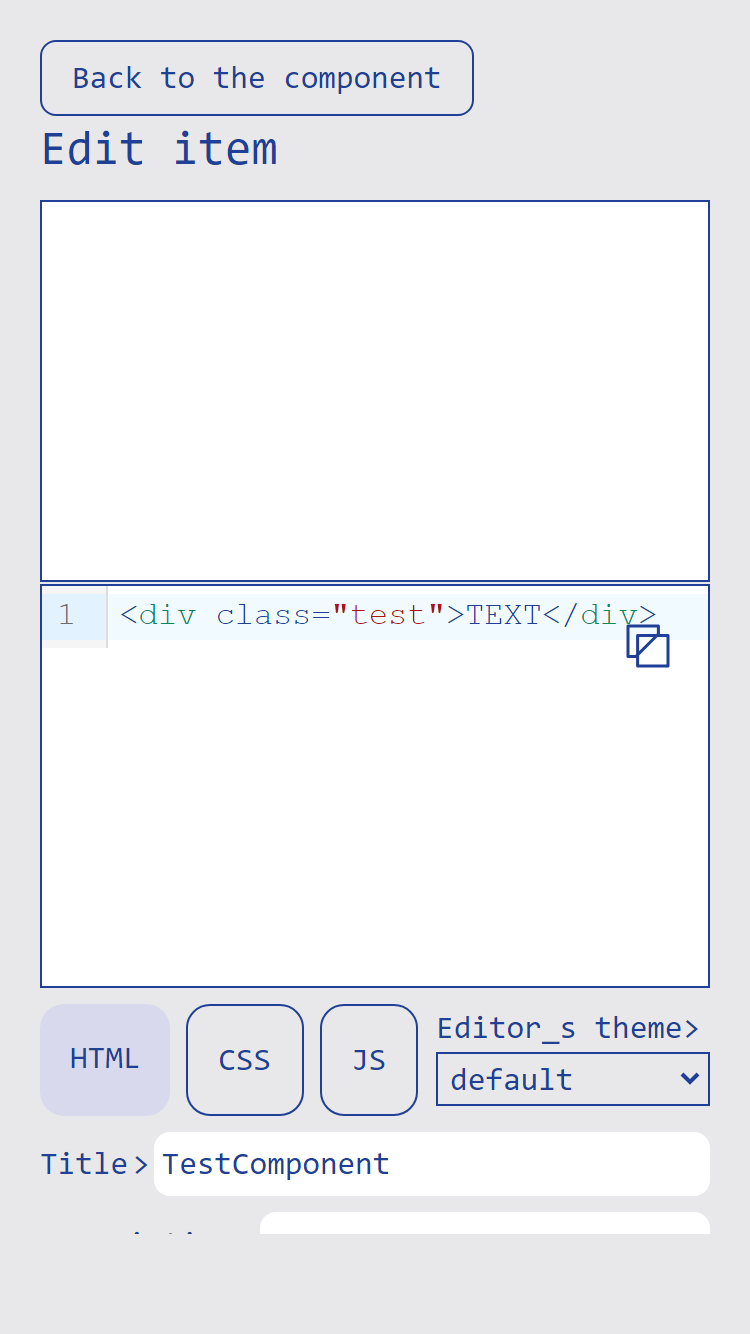 Back to the component
Edit item
1 <div class="test">TEXT</div>
HTML CSS JS
Editor_s theme>
default
Title> TestComponent